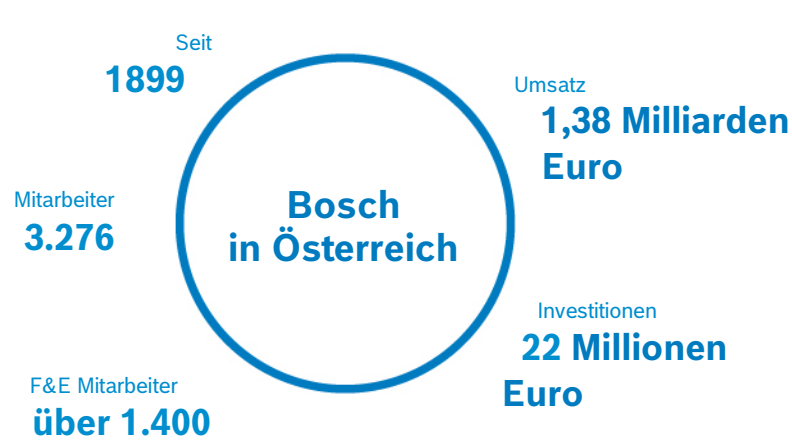 Seit
1899
Umsatz
1,38 Milliarden
Euro
Mitarbeiter
3.276
Bosch
in Österreich
Investitionen
22 Millionen
Euro
F&E Mitarbeiter
über 1.400